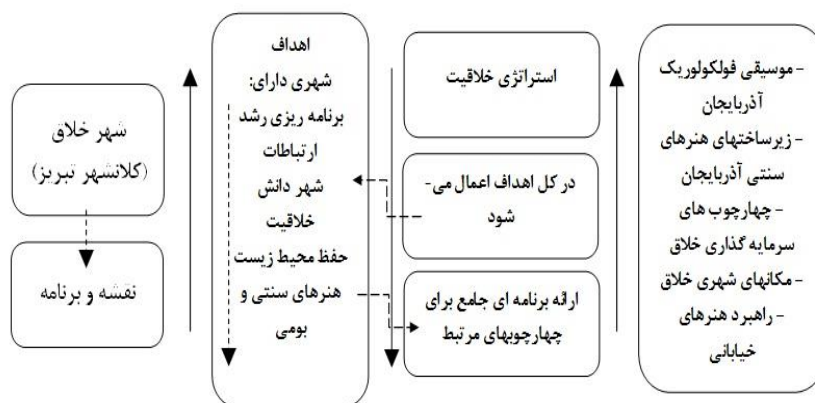 - موسیقی فولکولوریک
آذربایجان
زیرساختهای هنرهای
سنتی آذربایجان
- چهارچوب های
سرمایه گذاری خلاق
مکانهای شهری خلاق
- راهبرد هنرهای
خیابانی
استراتژی خلاقیت
در کل اهداف اعمال می-
شود
ارائه برنامه ای جامع برای
چهارچوبهای مرتبط
اهداف
شهری دارای:
برنامه ریزی رشد
ارتباطات
شهر دانش
خلاقیت
حفظ محیط زیست
هنرهای سنتی و
بومی
شهر خلاق
(کلانشهر تبریز)
نقشه و برنامه